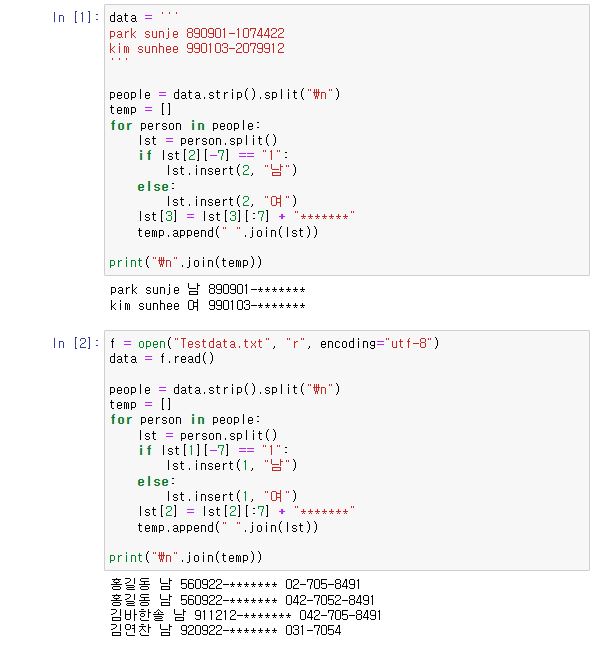 In [1]: data = '''
park sunje 890901-1074422
kim sunhee 990103-2079912
'''
people = data.strip().split("₩n")
temp = []
for person in people:
    lst = person.split()
    if lst[2][-7] == "1":
        lst.insert(2, "남")
    else:
        lst.insert(2, "여")
    lst[3] = lst[3][:7] + "*******"
    temp.append(" ".join(lst))
print("₩n".join(temp))
park sunje 남 890901-*******
kim sunhee 여 990103-*******
In [2]: f = open("Testdata.txt", "r", encoding="utf-8")
data = f.read()
people = data.strip().split("₩n")
temp = []
for person in people:
    lst = person.split()
    if lst[1][-7] == "1":
        lst.insert(1, "남")
    else:
        lst.insert(1, "여")
    lst[2] = lst[2][:7] + "*******"
    temp.append(" ".join(lst))
print("₩n".join(temp))
홍길동 남 560922-******* 02-705-8491
홍길동 남 560922-******* 042-7052-8491
김바한솔 남 911212-******* 042-705-8491
김연찬 남 920922-******* 031-7054